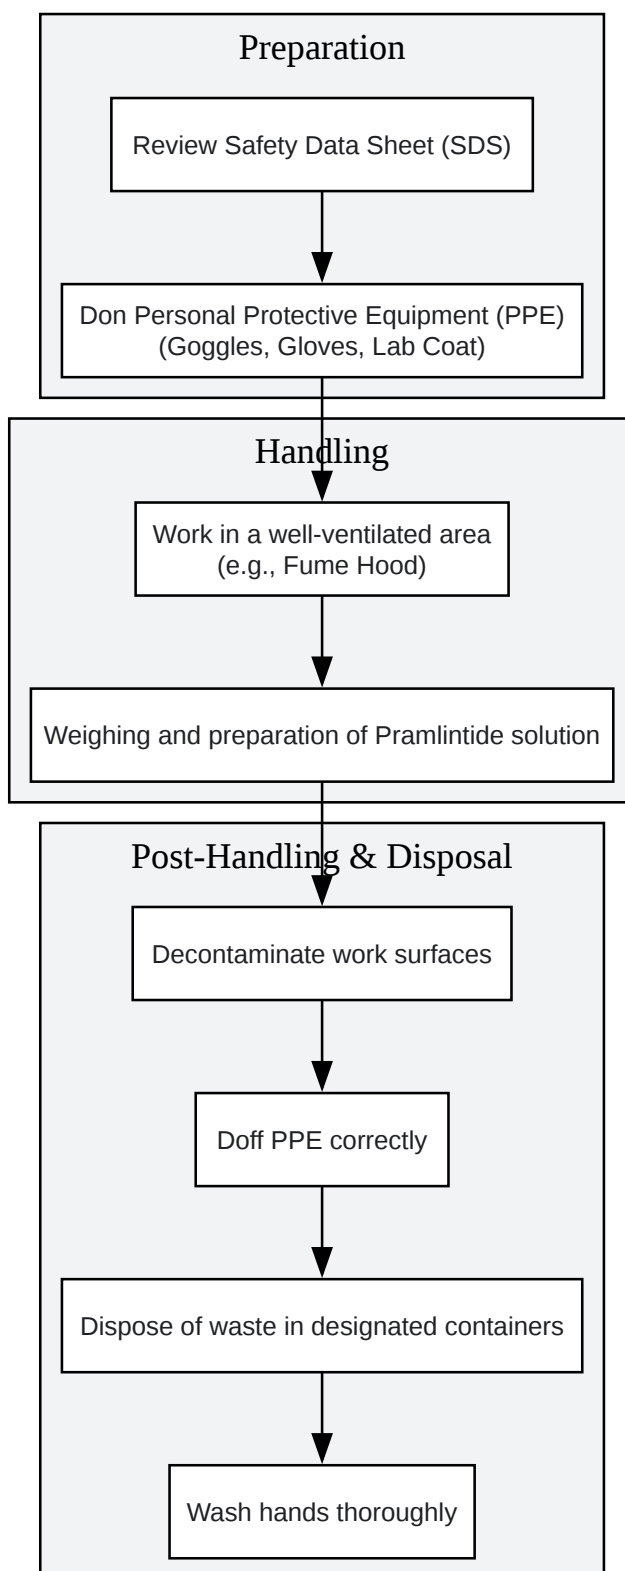 Preparation
Review Safety Data Sheet (SDS)
Don Personal Protective Equipment (PPE)
(Goggles, Gloves, Lab Coat)
Handling
Work in a well-ventilated area
(e.g., Fume Hood)
Weighing and preparation of Pramlintide solution
Post-Handling & Disposal
Decontaminate work surfaces
Doff PPE correctly
Dispose of waste in designated containers
Wash hands thoroughly